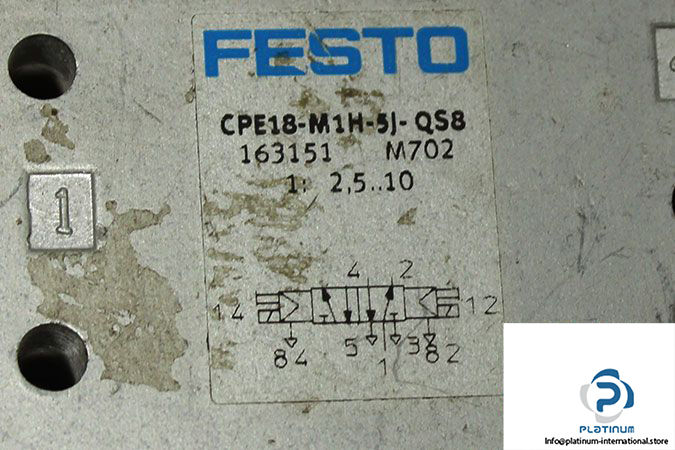 FESTO
CPE18-M1H-5J-QS8
163151 M702
1: 2,5..10
1
4 2
14 12
84 5 3 82
1
PLATINUM
Info@platinum-international.store